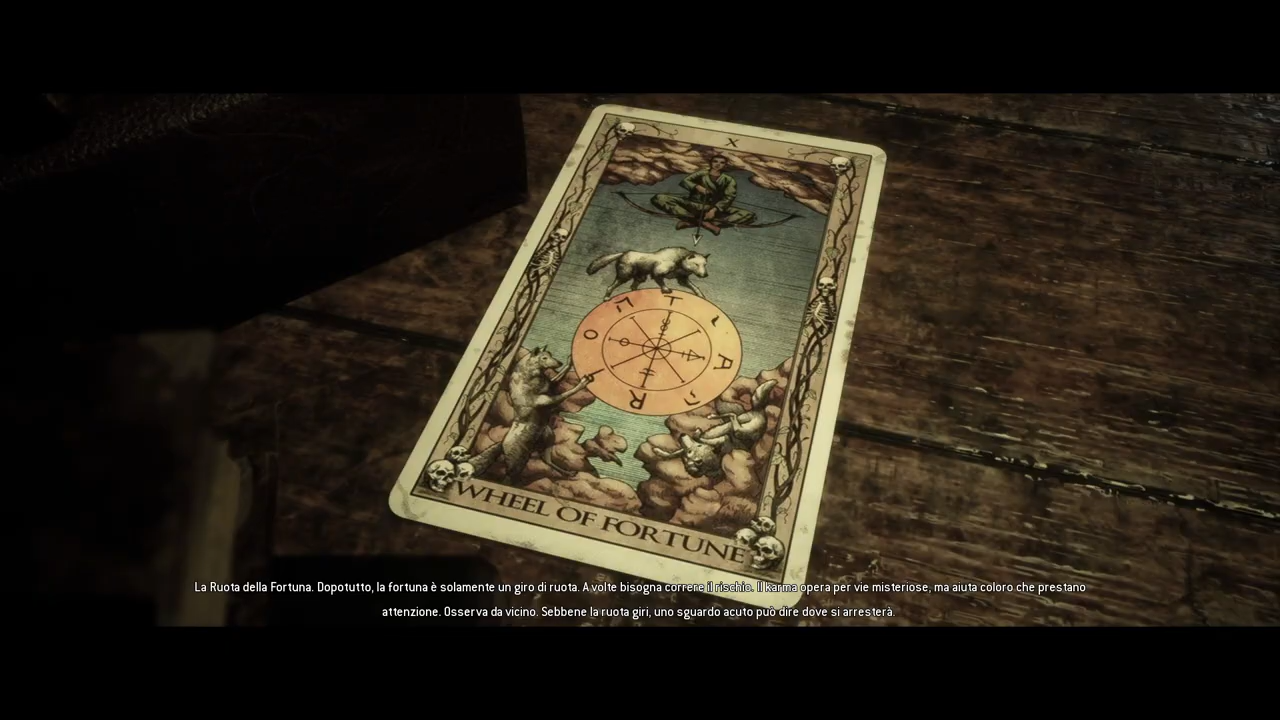 X
T
A
R
O
WHEEL OF FORTUNE
La Ruota della Fortuna. Dopotutto, la fortuna è solamente un giro di ruota. A volte bisogna correre il rischio. Il karma opera per vie misteriose, ma aiuta coloro che prestano
attenzione. Osserva da vicino. Sebbene la ruota giri, uno sguardo acuto può dire dove si arresterà.